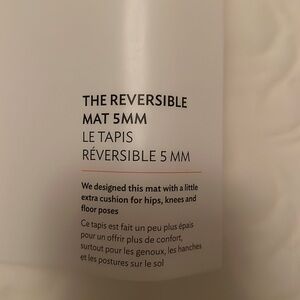 THE REVERSIBLE
MAT 5MM
LE TAPIS
RÉVERSIBLE 5 MM
We designed this mat with a little
extra cushion for hips, knees and
floor poses
Ce tapis est fait un peu plus épais
pour un offrir plus de confort,
surtout pour les genoux, les hanches
et les postures sur le sol